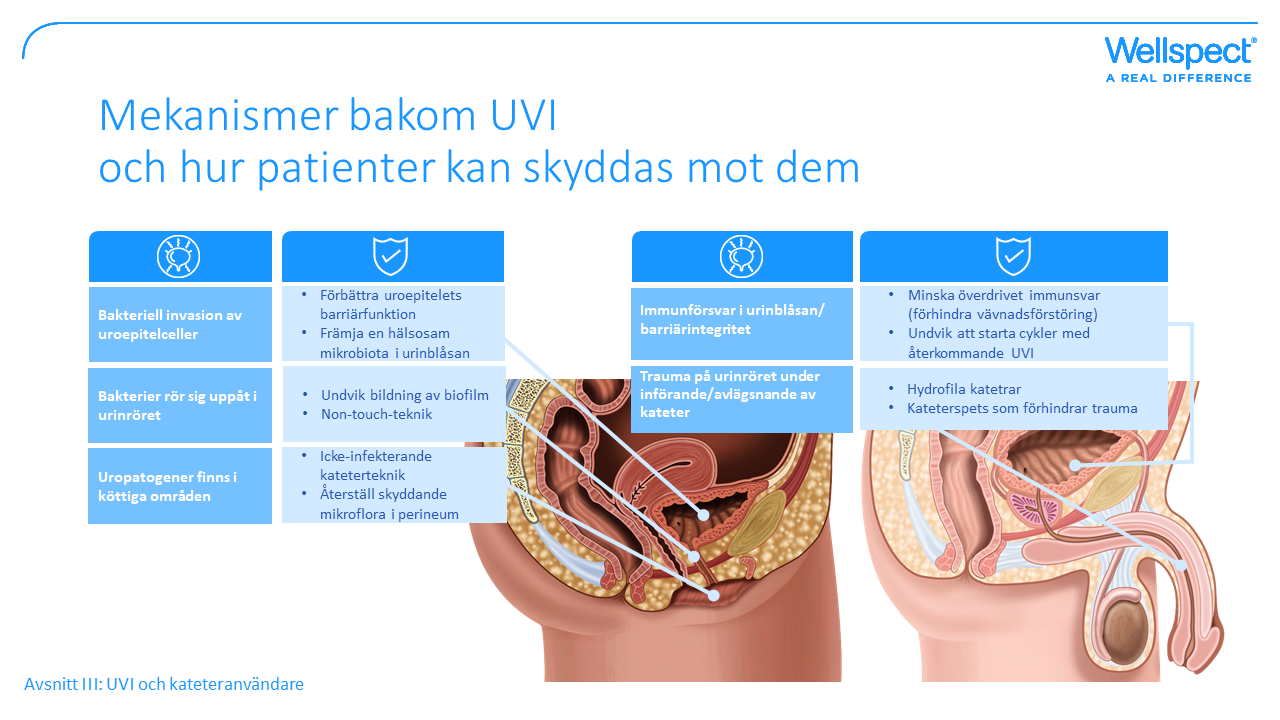 Wellspect®
A REAL DIFFERENCE
Mekanismer bakom UVI
och hur patienter kan skyddas mot dem
Bakteriell invasion av
uroepitelceller
• Förbättra uroepitelets
barriärfunktion
• Främja en hälsosam
mikrobiota i urinblåsan
Bakterier rör sig uppåt i
urinröret
• Undvik bildning av biofilm
• Non-touch-teknik
Uropatogener finns i
köttiga områden
• Icke-infekterande
kateterteknik
• Återställ skyddande
mikroflora i perineum
Immunförsvar i urinblåsan/
barriärintegritet
• Minska överdrivet immunsvar
(förhindra vävnadsförstöring)
• Undvik att starta cykler med
återkommande UVI
Trauma på urinröret under
införande/avlägsnande av
kateter
• Hydrofila katetrar
• Kateterspets som förhindrar trauma
Avsnitt III: UVI och kateteranvändare